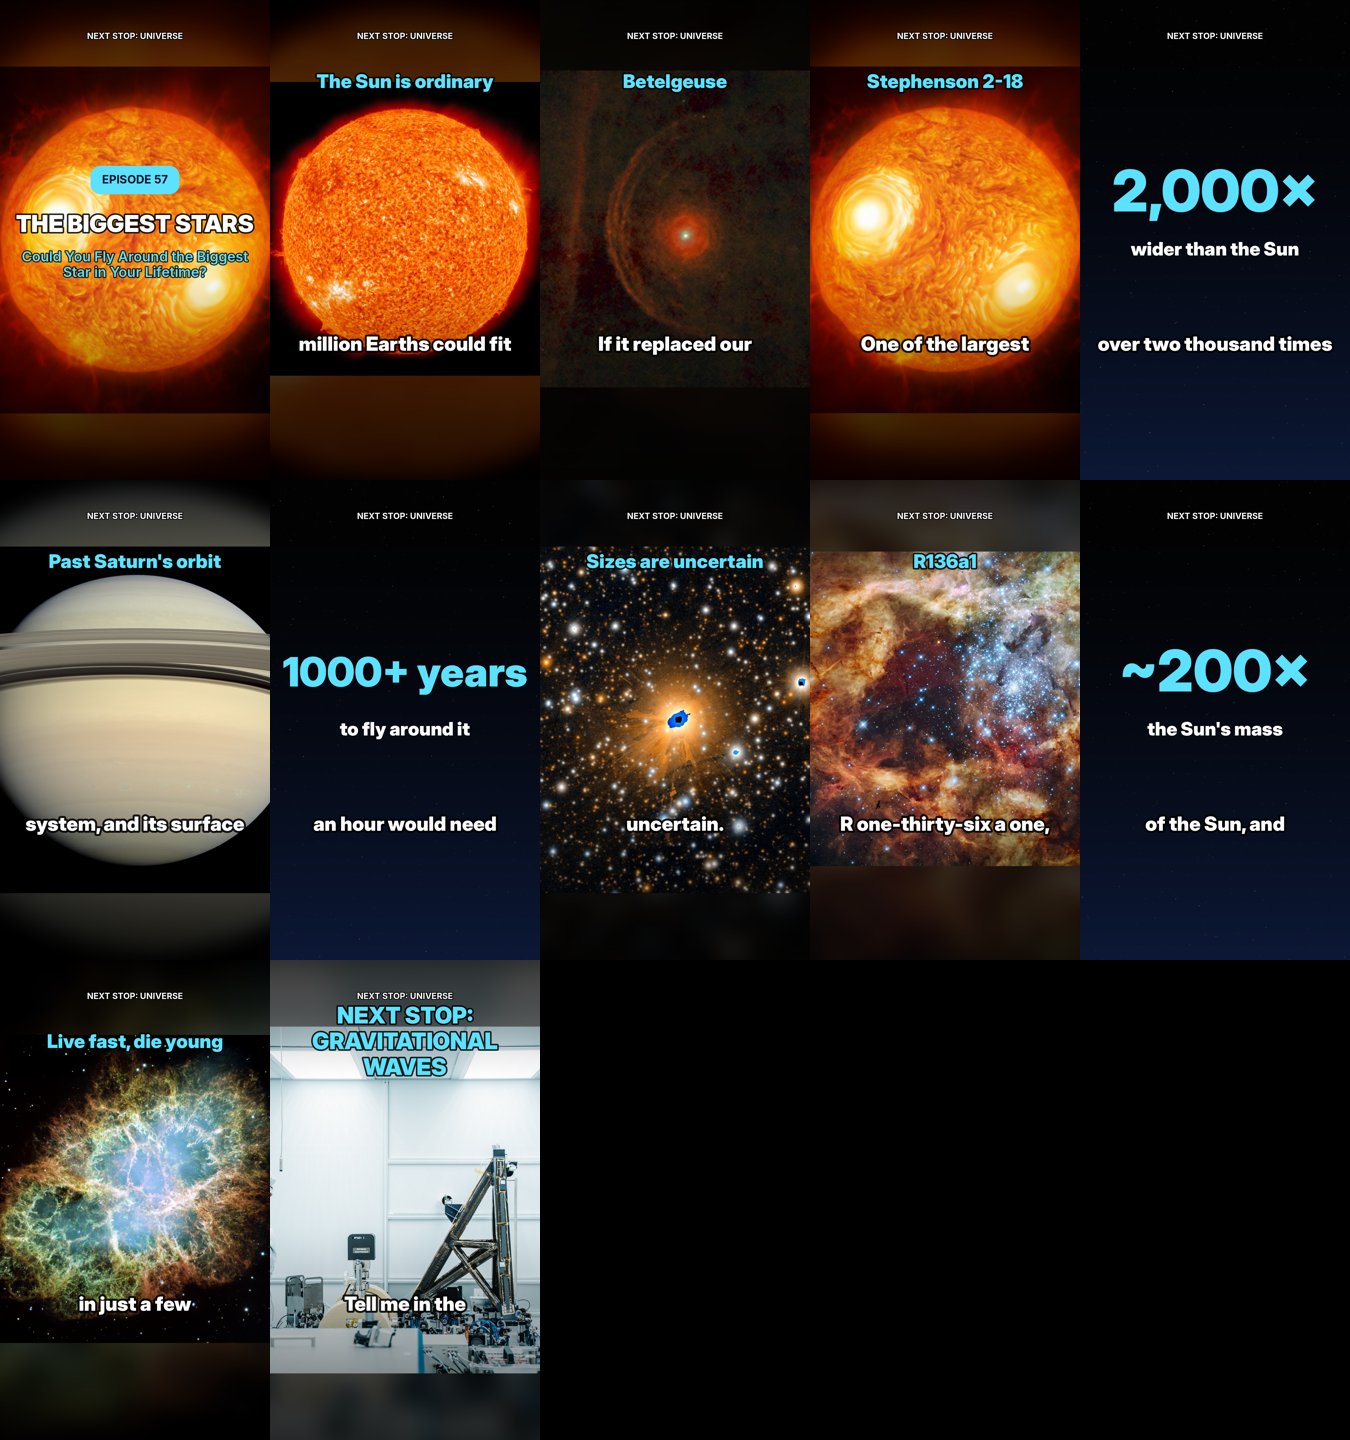 NEXT STOP: UNIVERSE
EPISODE 57
THE BIGGEST STARS
Could You Fly Around the Biggest
Star in Your Lifetime?
NEXT STOP: UNIVERSE
The Sun is ordinary
million Earths could fit
NEXT STOP: UNIVERSE
Betelgeuse
If it replaced our
NEXT STOP: UNIVERSE
Stephenson 2-18
One of the largest
NEXT STOP: UNIVERSE
2,000×
wider than the Sun
over two thousand times
NEXT STOP: UNIVERSE
Past Saturn's orbit
system, and its surface
NEXT STOP: UNIVERSE
1000+ years
to fly around it
an hour would need
NEXT STOP: UNIVERSE
Sizes are uncertain
uncertain.
NEXT STOP: UNIVERSE
R136a1
R one-thirty-six a one,
NEXT STOP: UNIVERSE
~200×
the Sun's mass
of the Sun, and
NEXT STOP: UNIVERSE
Live fast, die young
in just a few
NEXT STOP: UNIVERSE
NEXT STOP:
GRAVITATIONAL
WAVES
Tell me in the